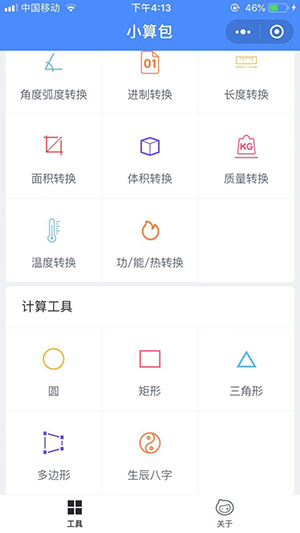 中国移动 下午4:13 46%
小算包
01
角度弧度转换 进制转换 长度转换
KG
面积转换 体积转换 质量转换
温度转换 功/能/热转换
计算工具
圆 矩形 三角形
多边形 生辰八字
工具 关于